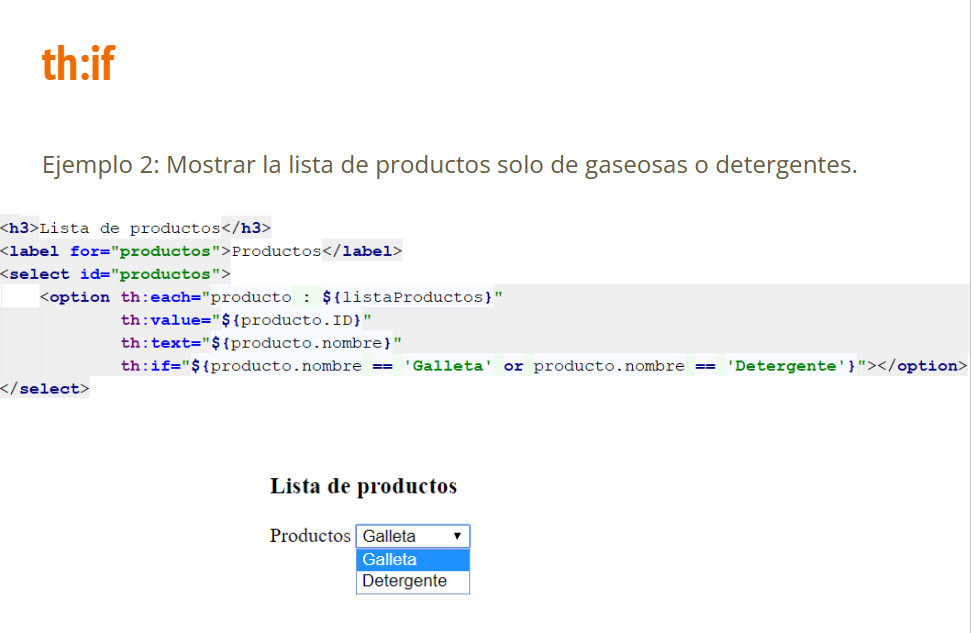 th:if
Ejemplo 2: Mostrar la lista de productos solo de gaseosas o detergentes.
<h3>Lista de productos</h3>
<label for="productos">Productos</label>
<select id="productos">
<option th:each="producto : ${listaProductos}"
th:value="${producto.ID}"
th:text="${producto.nombre}"
th:if="${producto.nombre == 'Galleta' or producto.nombre == 'Detergente'}"></option>
</select>
Lista de productos
Productos Galleta ▼
Galleta
Detergente